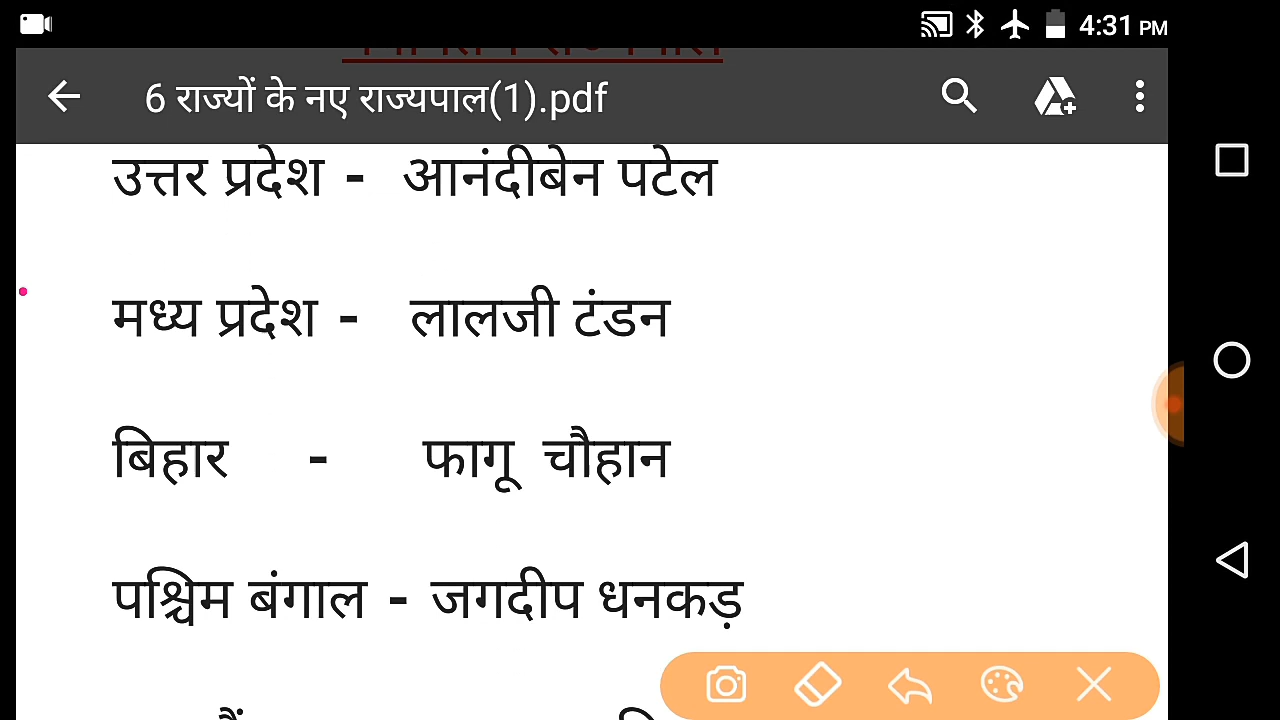 4:31 PM
6 राज्यों के नए राज्यपाल(1).pdf
उत्तर प्रदेश - आनंदीबेन पटेल
मध्य प्रदेश - लालजी टंडन
बिहार - फागू चौहान
पश्चिम बंगाल - जगदीप धनकड़